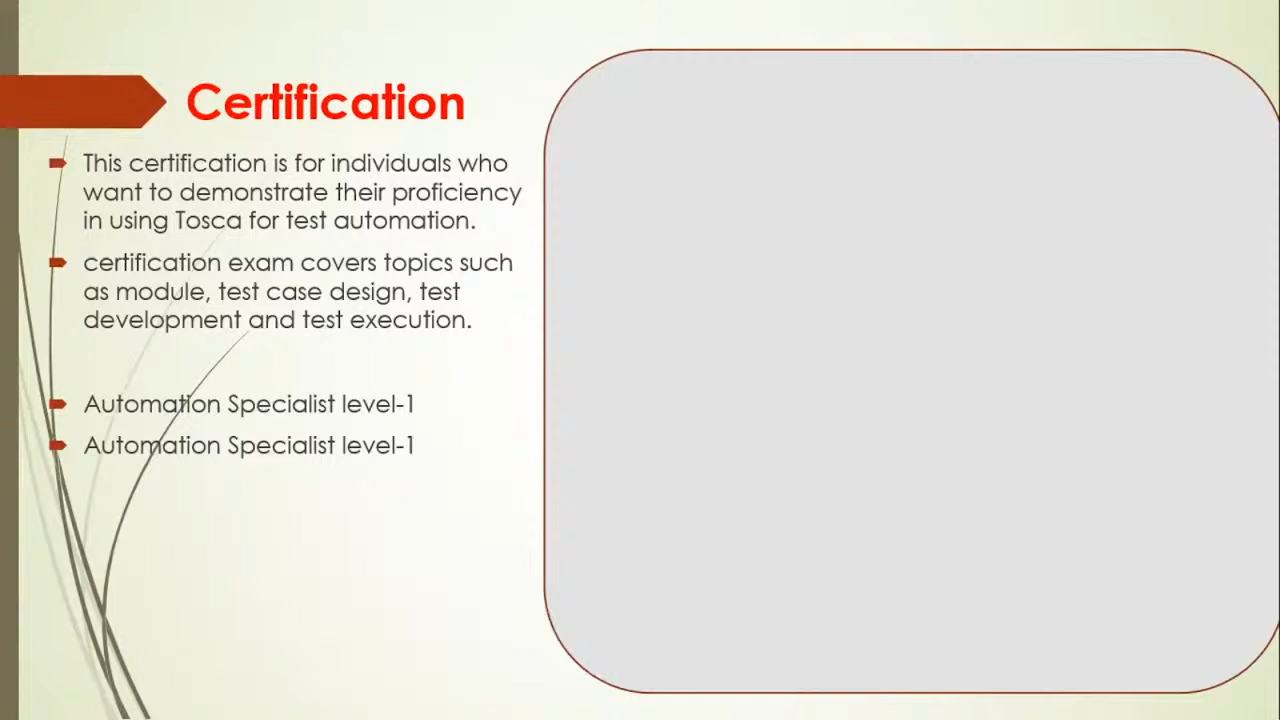 Certification
This certification is for individuals who
want to demonstrate their proficiency
in using Tosca for test automation.
certification exam covers topics such
as module, test case design, test
development and test execution.
Automation Specialist level-1
Automation Specialist level-1